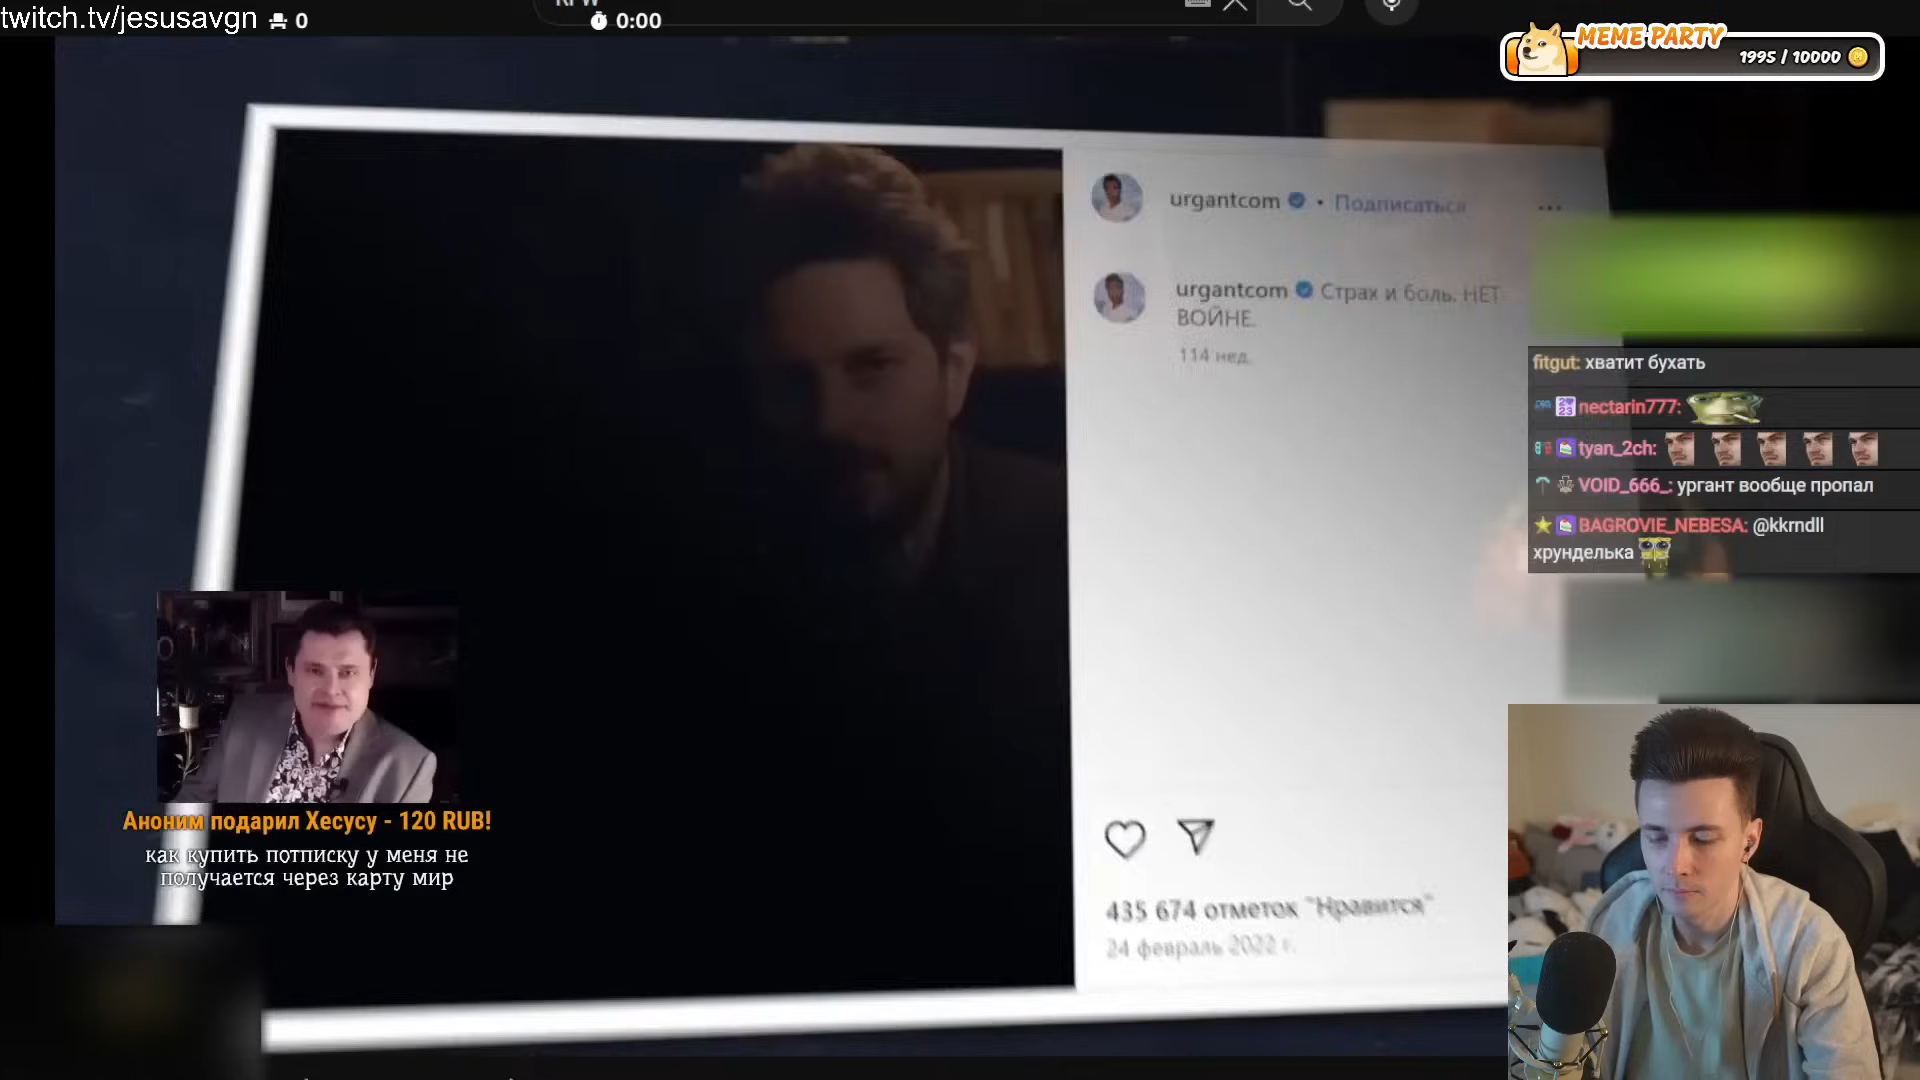 twitch.tv/jesusavgn 0
0:00
MEME PARTY
1995 / 10000
urgantcom • Подписаться ...
urgantcom Страх и боль. НЕТ
ВОЙНЕ.
114 нед.
fitgut: хватит бухать
nectarin777:
tyan_2ch:
VOID_666_: ургант вообще пропал
BAGROVIE_NEBESA: @kkrndll
хрунделька
Аноним подарил Хесусу - 120 RUB!
как купить потписку у меня не
получается через карту мир
435 674 отметок "Нравится"
24 февраль 2022 г.